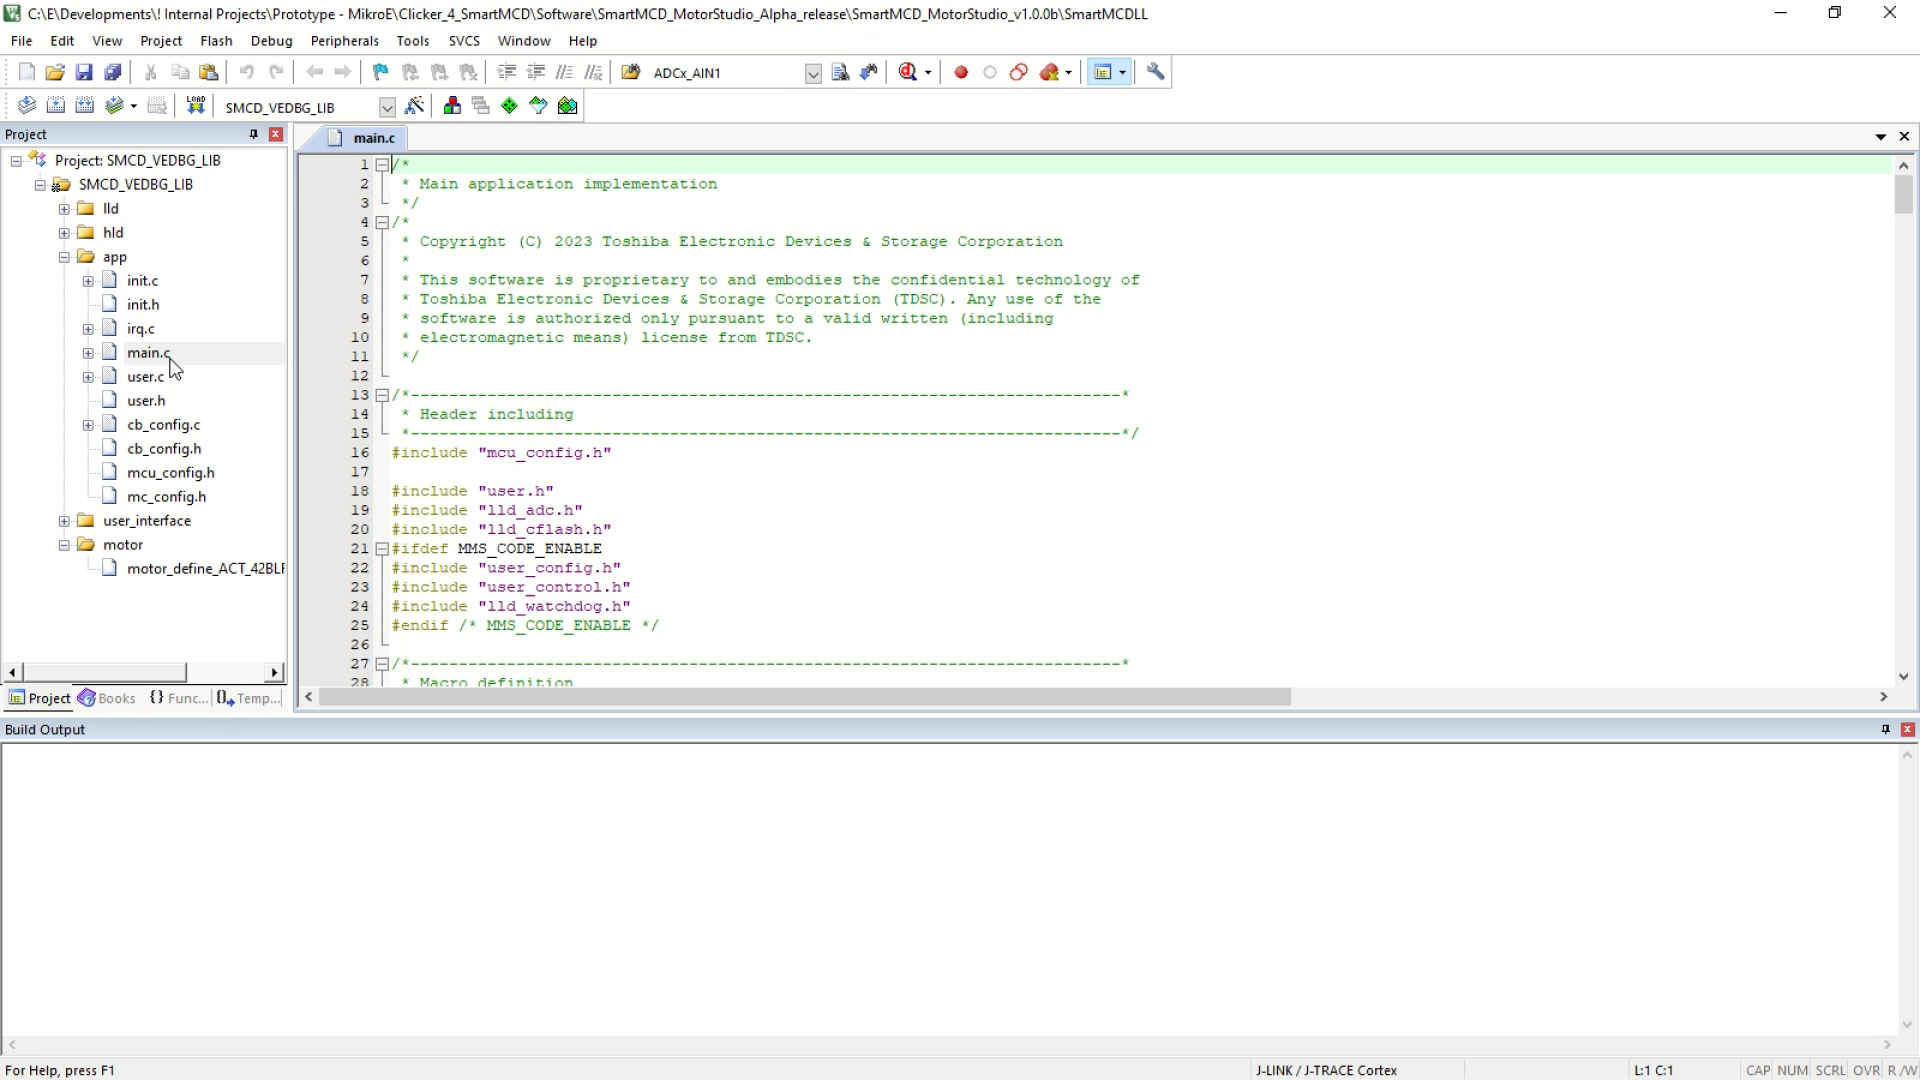 C:\E\Developments\! Internal Projects\Prototype - MikroE\Clicker_4_SmartMCD\Software\SmartMCD_MotorStudio_Alpha_release\SmartMCD_MotorStudio_v1.0.0b\SmartMCDLL
File Edit View Project Flash Debug Peripherals Tools SVCS Window Help
ADCx_AIN1
LOAD SMCD_VEDBG_LIB
Project
Project: SMCD_VEDBG_LIB
SMCD_VEDBG_LIB
lld
hld
app
init.c
init.h
irq.c
main.c
user.c
user.h
cb_config.c
cb_config.h
mcu_config.h
mc_config.h
user_interface
motor
motor_define_ACT_42BLF
Project Books {} Func... Temp...
main.c
1 /*
2 * Main application implementation
3 */
4 /*
5 * Copyright (C) 2023 Toshiba Electronic Devices & Storage Corporation
6 *
7 * This software is proprietary to and embodies the confidential technology of
8 * Toshiba Electronic Devices & Storage Corporation (TDSC). Any use of the
9 * software is authorized only pursuant to a valid written (including
10 * electromagnetic means) license from TDSC.
11 */
12
13 /*---------------------------------------------------------------------------*
14 * Header including
15 *---------------------------------------------------------------------------*/
16 #include "mcu_config.h"
17
18 #include "user.h"
19 #include "lld_adc.h"
20 #include "lld_cflash.h"
21 #ifdef MMS_CODE_ENABLE
22 #include "user_config.h"
23 #include "user_control.h"
24 #include "lld_watchdog.h"
25 #endif /* MMS_CODE_ENABLE */
26
27 /*---------------------------------------------------------------------------*
28 * Macro definition
Build Output
For Help, press F1 J-LINK / J-TRACE Cortex L:1 C:1 CAP NUM SCRL OVR R/W